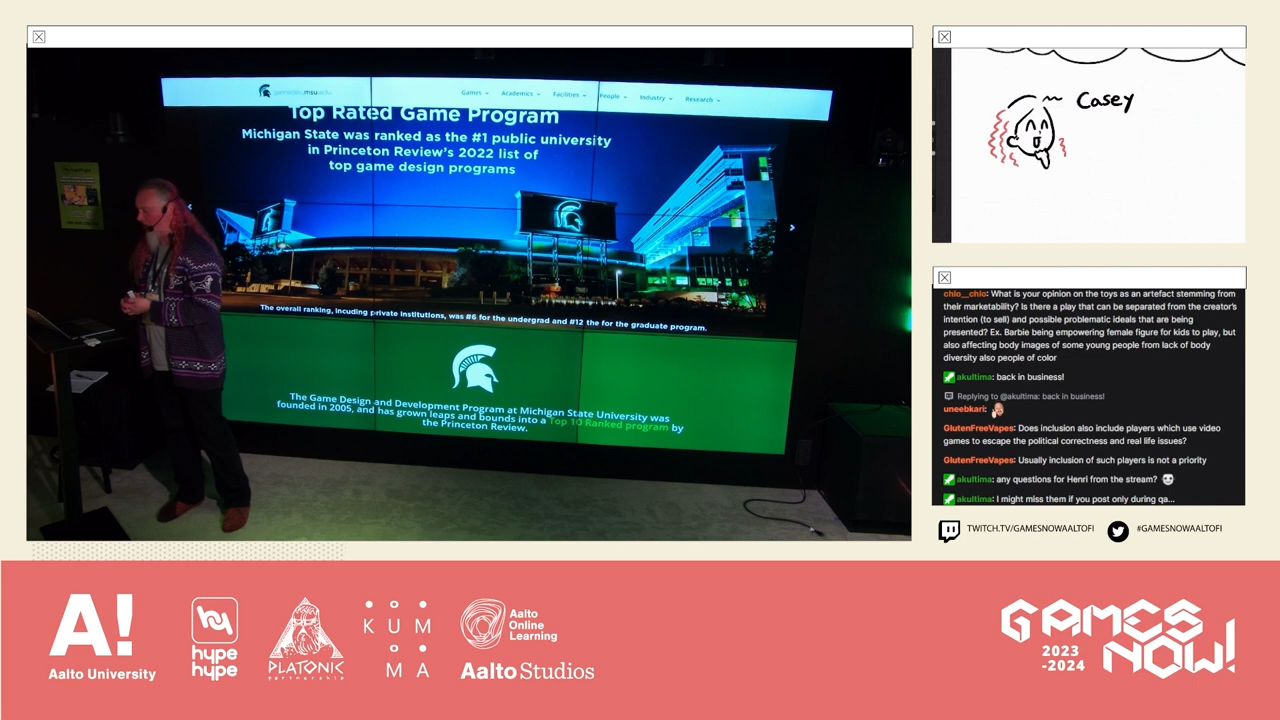 gamedev.msu.edu
Games
Academics
Facilities
People
Industry
Research
Top Rated Game Program
Michigan State was ranked as the #1 public university
in Princeton Review's 2022 list of
top game design programs
The overall ranking, incuding private institutions, was #6 for the undergrad and #12 the for the graduate program.
The Game Design and Development Program at Michigan State University was
founded in 2005, and has grown leaps and bounds into a Top 10 Ranked program by
the Princeton Review.
Casey
chlo__chlo: What is your opinion on the toys as an artefact stemming from
their marketability? Is there a play that can be separated from the creator's
intention (to sell) and possible problematic ideals that are being
presented? Ex. Barbie being empowering female figure for kids to play, but
also affecting body images of some young people from lack of body
diversity also people of color
akultima: back in business!
Replying to @akultima: back in business!
uneebkari:
GlutenFreeVapes: Does inclusion also include players which use video
games to escape the political correctness and real life issues?
GlutenFreeVapes: Usually inclusion of such players is not a priority
akultima: any questions for Henri from the stream?
akultima: I might miss them if you post only during qa...
TWITCH.TV/GAMESNOWAALTOFI
#GAMESNOWAALTOFI
A!
Aalto University
hype
hype
PLATONIC
partnership
KUM
MA
Aalto
Online
Learning
Aalto Studios
GAMES
NOW!
2023
-2024